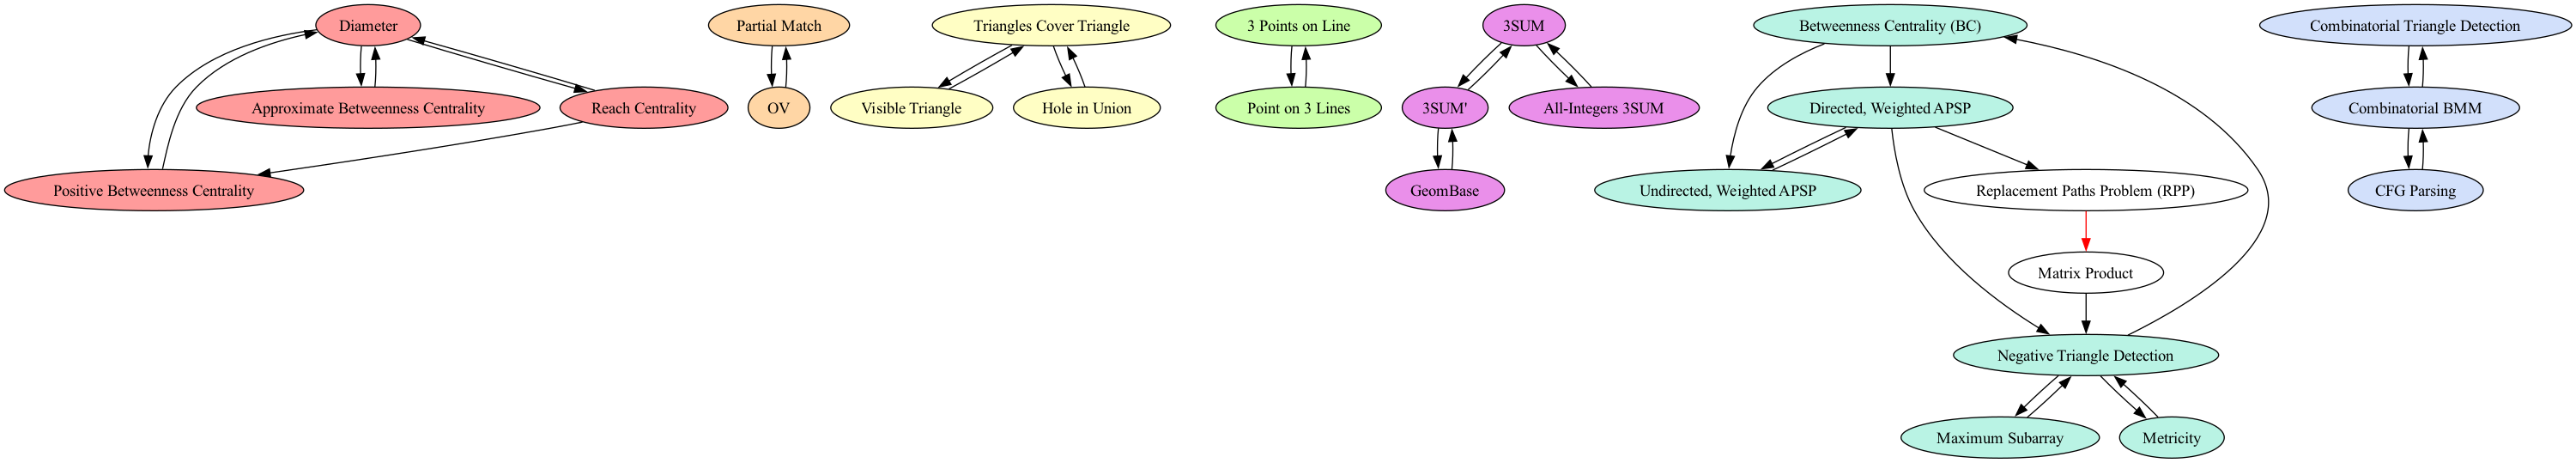 Diameter
Partial Match
Triangles Cover Triangle
3 Points on Line
3SUM
Betweenness Centrality (BC)
Combinatorial Triangle Detection
Approximate Betweenness Centrality
Reach Centrality
OV
Visible Triangle
Hole in Union
Point on 3 Lines
3SUM'
All-Integers 3SUM
Directed, Weighted APSP
Combinatorial BMM
Positive Betweenness Centrality
GeomBase
Undirected, Weighted APSP
Replacement Paths Problem (RPP)
CFG Parsing
Matrix Product
Negative Triangle Detection
Maximum Subarray
Metricity